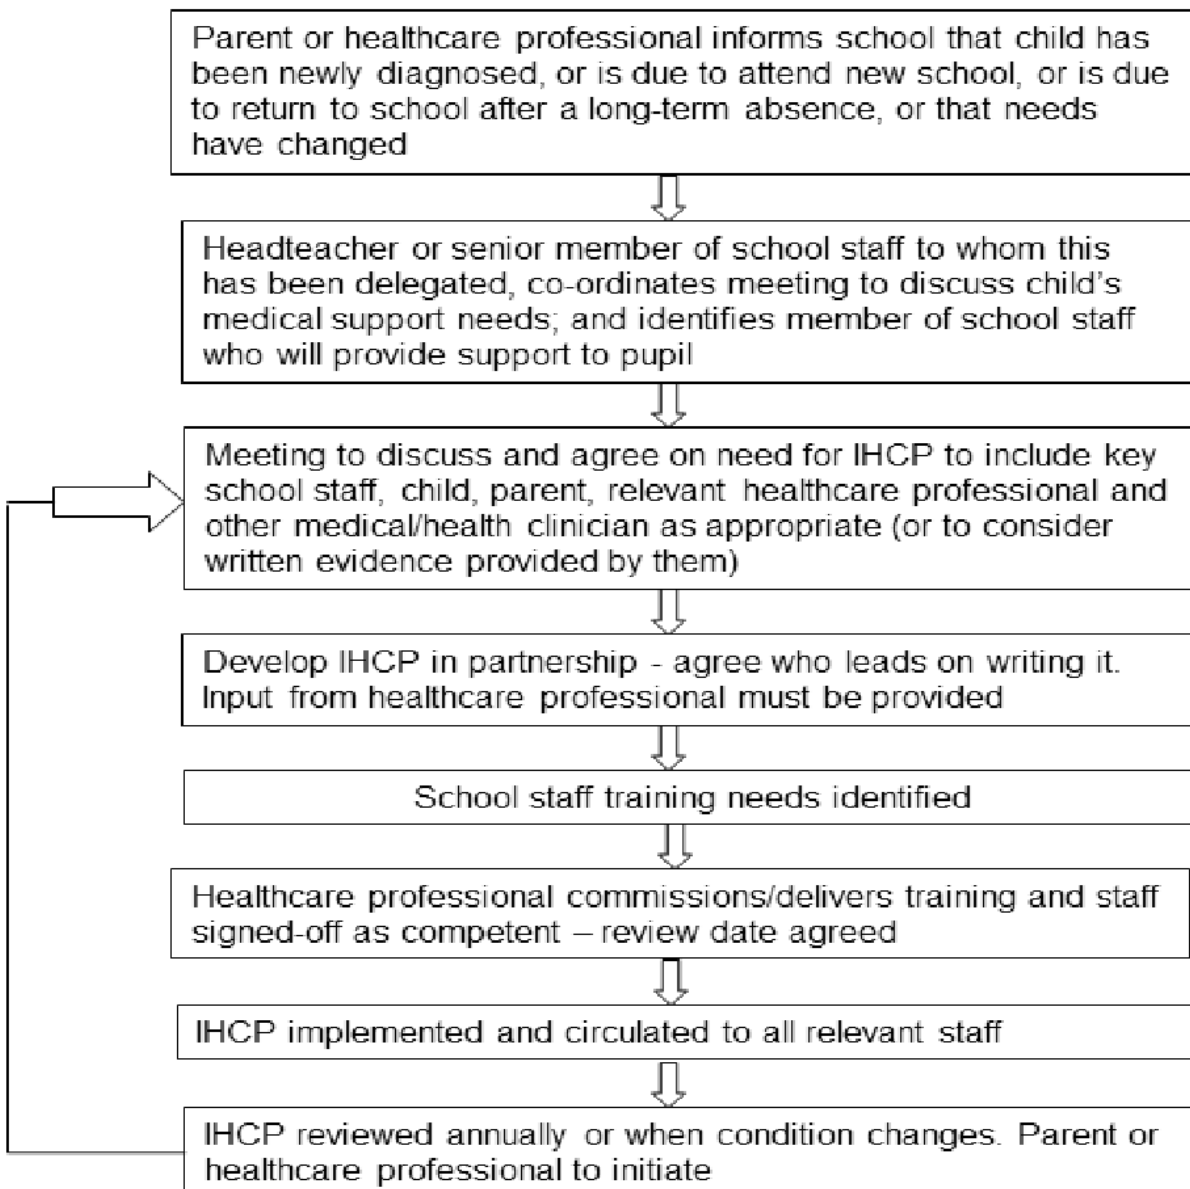 Parent or healthcare professional informs school that child has
been newly diagnosed, or is due to attend new school, or is due
to return to school after a long-term absence, or that needs
have changed
Headteacher or senior member of school staff to whom this
has been delegated, co-ordinates meeting to discuss child's
medical support needs; and identifies member of school staff
who will provide support to pupil
Meeting to discuss and agree on need for IHCP to include key
school staff, child, parent, relevant healthcare professional and
other medical/health clinician as appropriate (or to consider
written evidence provided by them)
Develop IHCP in partnership - agree who leads on writing it.
Input from healthcare professional must be provided
School staff training needs identified
Healthcare professional commissions/delivers training and staff
signed-off as competent – review date agreed
IHCP implemented and circulated to all relevant staff
IHCP reviewed annually or when condition changes. Parent or
healthcare professional to initiate